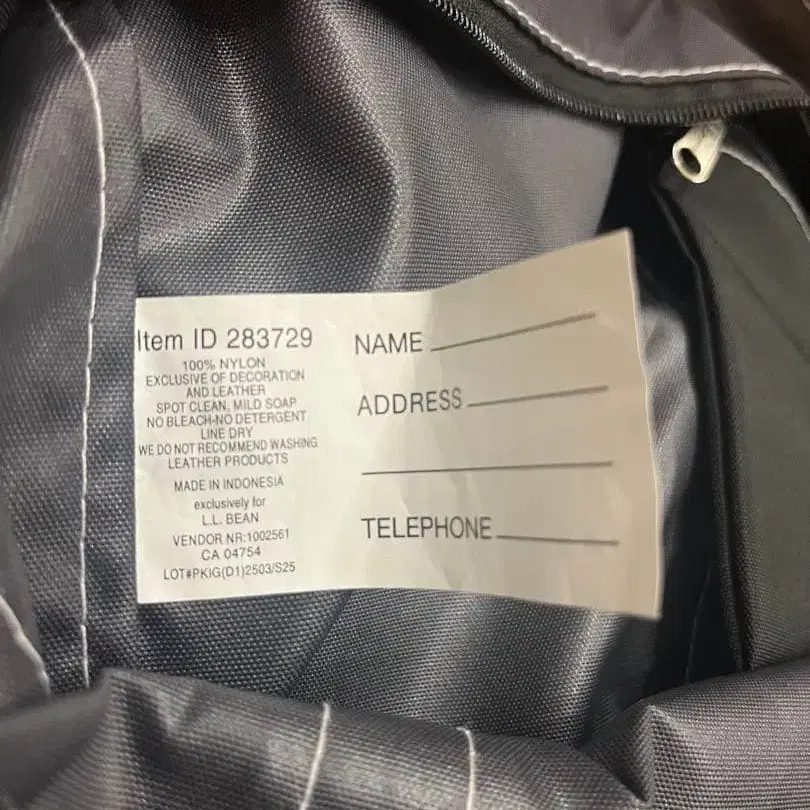 Item ID 283729
100% NYLON
EXCLUSIVE OF DECORATION
AND LEATHER
SPOT CLEAN, MILD SOAP
NO BLEACH-NO DETERGENT
LINE DRY
WE DO NOT RECOMMEND WASHING
LEATHER PRODUCTS
MADE IN INDONESIA
exclusively for
L.L. BEAN
VENDOR NR:1002561
CA 04754
LOT#PKIG(D1)2503/S25
NAME
ADDRESS
TELEPHONE